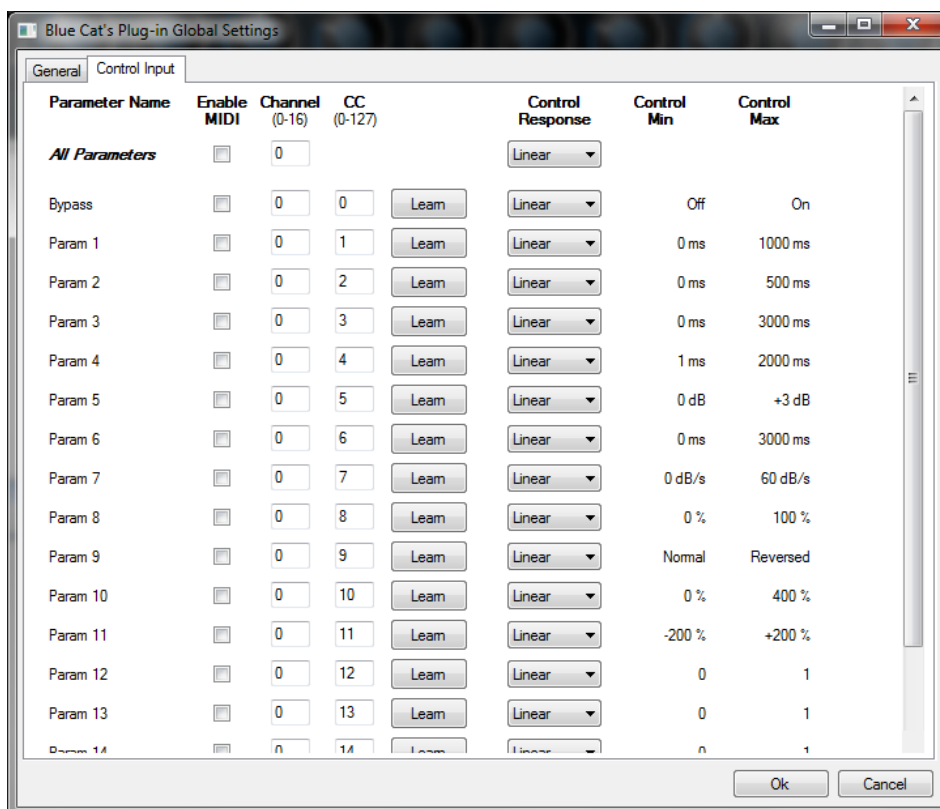 Blue Cat's Plug-in Global Settings
General Control Input
Parameter Name Enable MIDI Channel (0-16) CC (0-127) Control Response Control Min Control Max
All Parameters 0 Linear
Bypass 0 0 Learn Linear Off On
Param 1 0 1 Learn Linear 0 ms 1000 ms
Param 2 0 2 Learn Linear 0 ms 500 ms
Param 3 0 3 Learn Linear 0 ms 3000 ms
Param 4 0 4 Learn Linear 1 ms 2000 ms
Param 5 0 5 Learn Linear 0 dB +3 dB
Param 6 0 6 Learn Linear 0 ms 3000 ms
Param 7 0 7 Learn Linear 0 dB/s 60 dB/s
Param 8 0 8 Learn Linear 0 % 100 %
Param 9 0 9 Learn Linear Normal Reversed
Param 10 0 10 Learn Linear 0 % 400 %
Param 11 0 11 Learn Linear -200 % +200 %
Param 12 0 12 Learn Linear 0 1
Param 13 0 13 Learn Linear 0 1
Param 14 0 14 Learn Linear 0 1
Ok Cancel